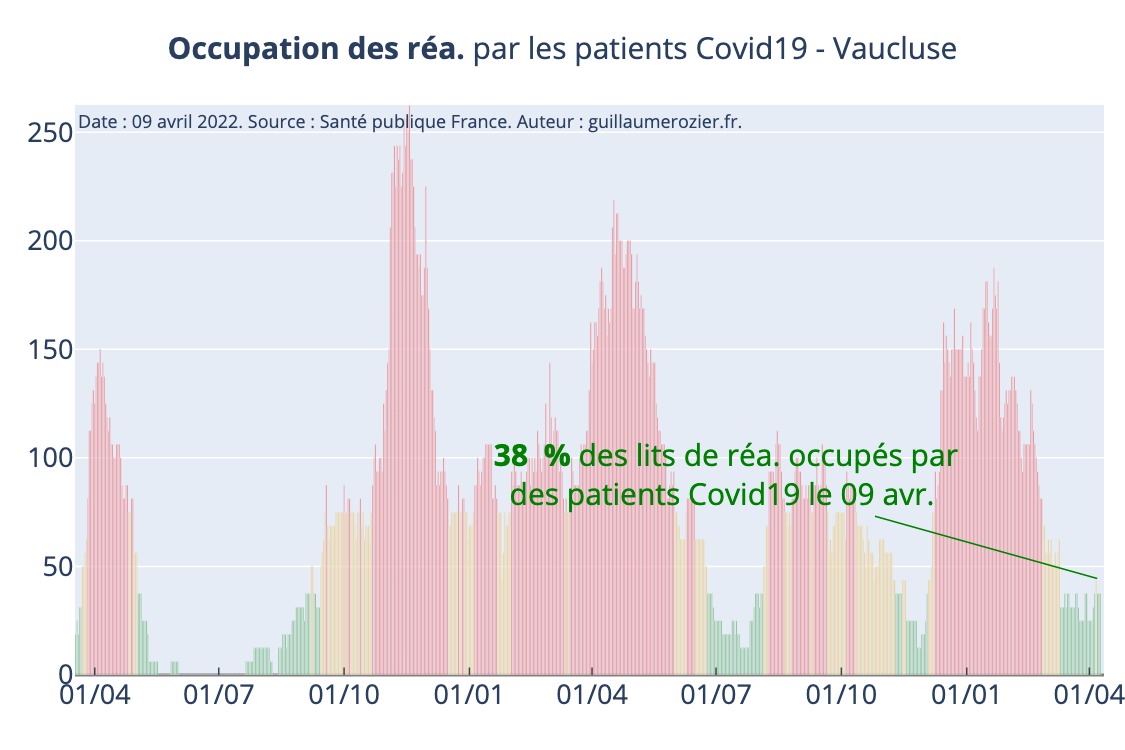 Occupation des réa. par les patients Covid19 - Vaucluse
Date : 09 avril 2022. Source : Santé publique France. Auteur : guillaumerozier.fr.
250
200
150
100
50
0
38 % des lits de réa. occupés par
des patients Covid19 le 09 avr.
01/04 01/07 01/10 01/01 01/04 01/07 01/10 01/01 01/04